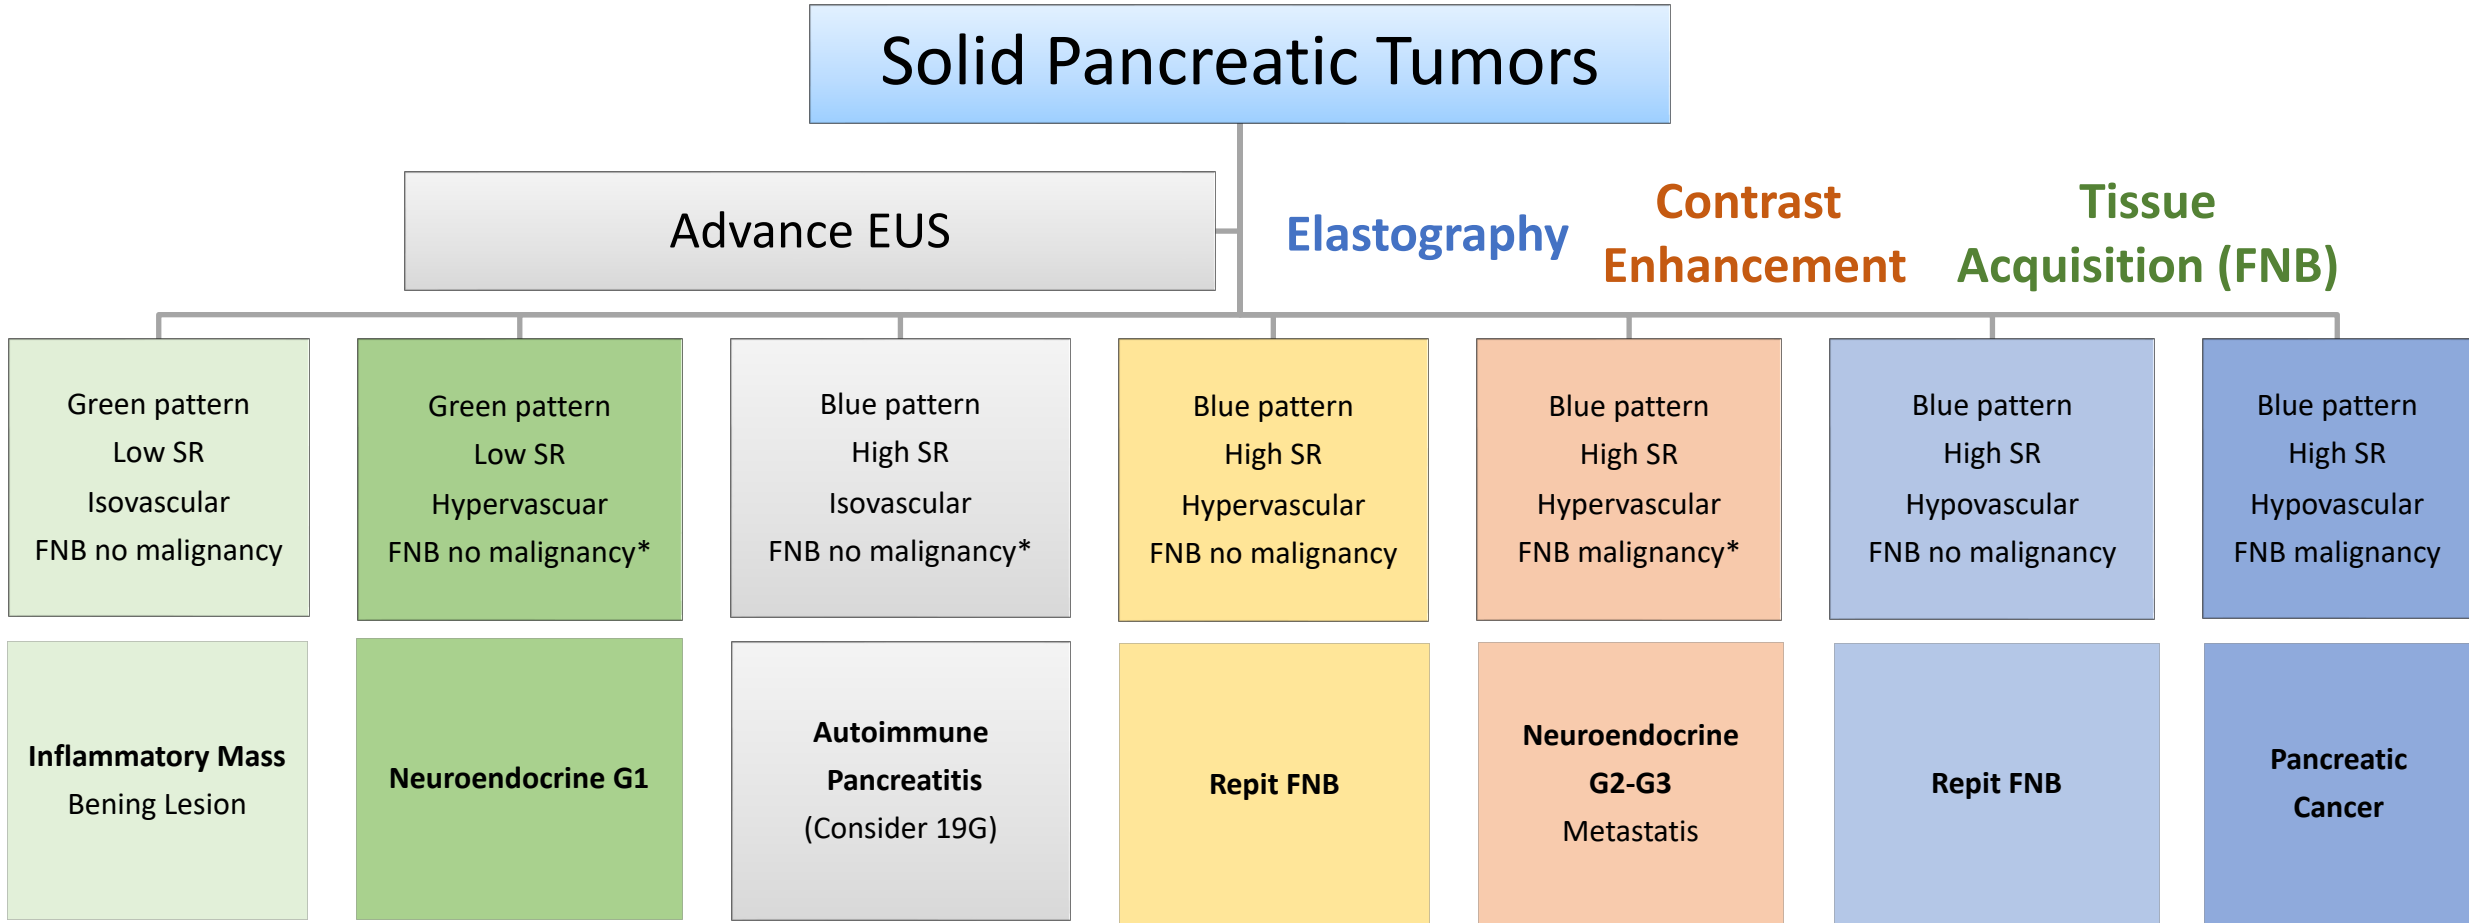 Solid Pancreatic Tumors
Advance EUS
Elastography
Contrast
Enhancement
Tissue
Acquisition (FNB)
Green pattern
Low SR
Isovascular
FNB no malignancy
Green pattern
Low SR
Hypervascuar
FNB no malignancy*
Blue pattern
High SR
Isovascular
FNB no malignancy*
Blue pattern
High SR
Hypervascular
FNB no malignancy
Blue pattern
High SR
Hypervascular
FNB malignancy*
Blue pattern
High SR
Hypovascular
FNB no malignancy
Blue pattern
High SR
Hypovascular
FNB malignancy
Inflammatory Mass
Bening Lesion
Neuroendocrine G1
Autoimmune
Pancreatitis
(Consider 19G)
Repit FNB
Neuroendocrine
G2-G3
Metastatis
Repit FNB
Pancreatic
Cancer